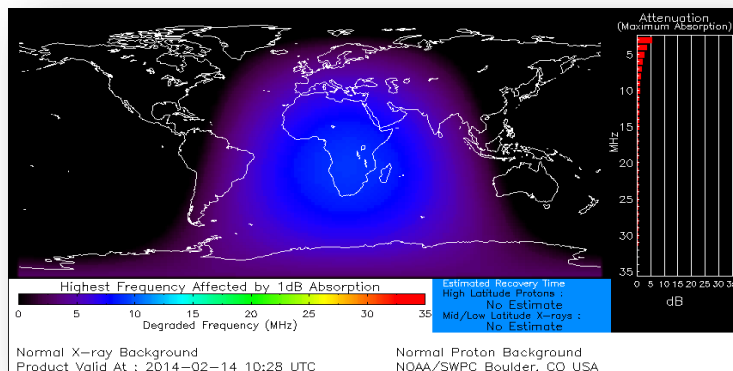 Attenuation
(Maximum Absorption)
5
10
15
20
25
30
35
MHz
0 5 10 15 20 25 30 3
dB
Highest Frequency Affected by 1dB Absorption
0 5 10 15 20 25 30 35
Degraded Frequency (MHz)
Estimated Recovery Time
High Latitude Protons :
No Estimate
Mid/Low Latitude X-rays :
No Estimate
Normal X-ray Background
Normal Proton Background
Product Valid At : 2014-02-14 10:28 UTC
NOAA/SWPC Boulder, CO USA